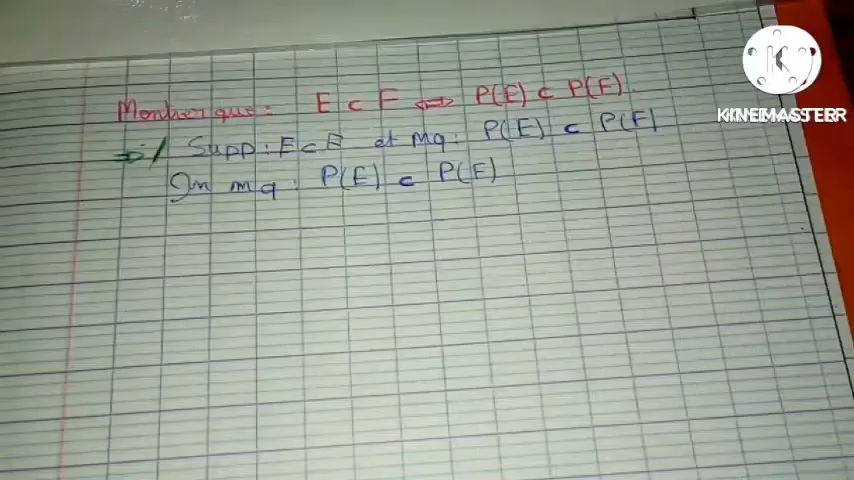 Montrer que : E ⊂ F ⟺ P(E) ⊂ P(F)
⇒ / Supp : E ⊂ F et Mq : P(E) ⊂ P(F)
On mq : P(E) ⊂ P(F)
K
KINEMASTER